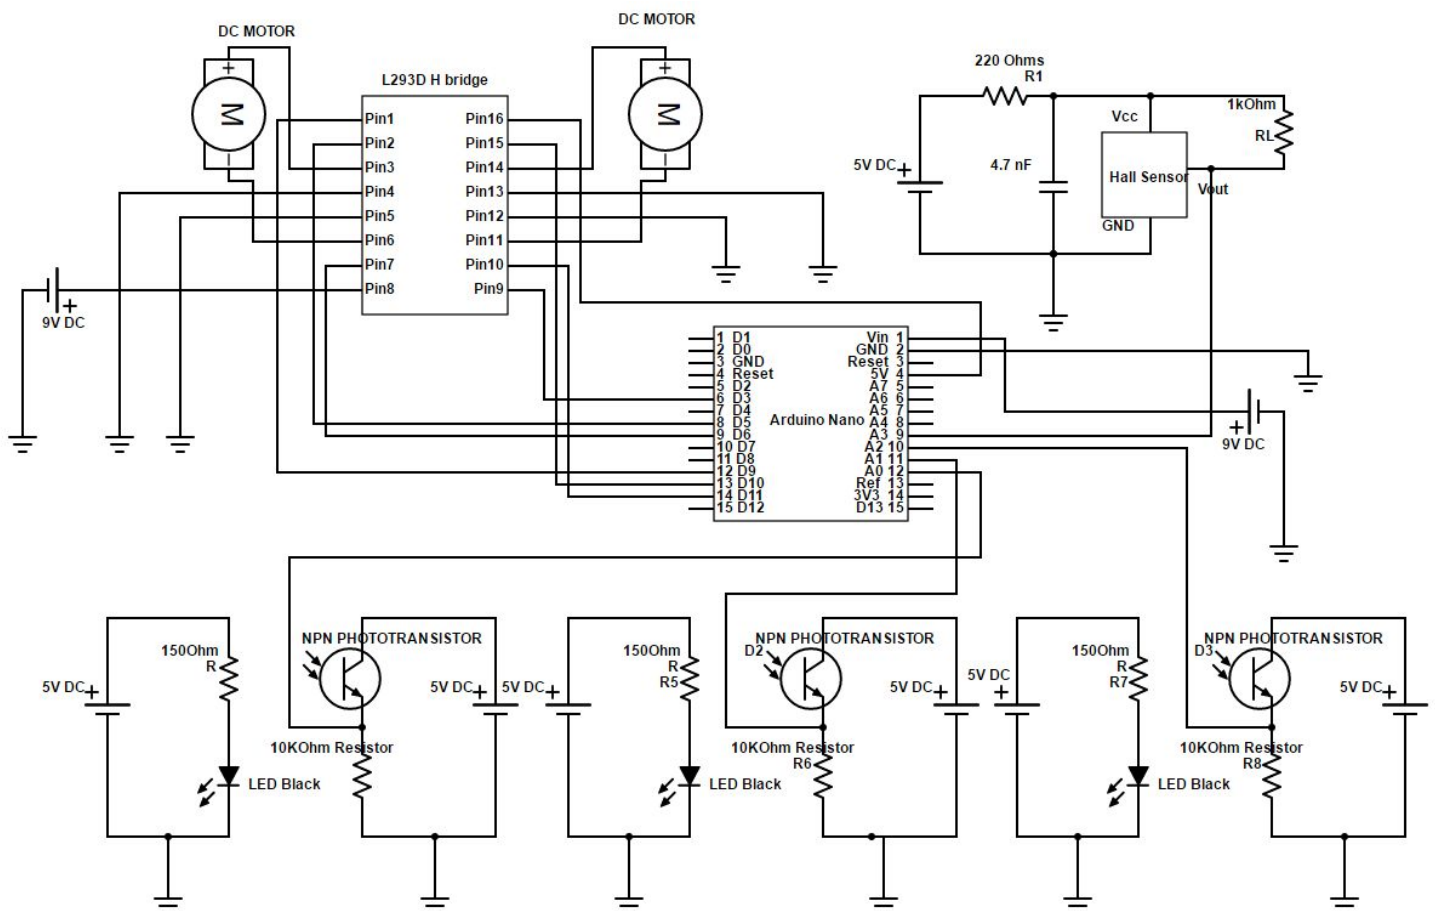 DC MOTOR
DC MOTOR
L293D H bridge
+
M
−
+
M
−
Pin1
Pin2
Pin3
Pin4
Pin5
Pin6
Pin7
Pin8
Pin16
Pin15
Pin14
Pin13
Pin12
Pin11
Pin10
Pin9
+
9V DC
220 Ohms
R1
5V DC
+
4.7 nF
Vcc
Hall Sensor
Vout
GND
1kOhm
RL
1 D1
2 D0
3 GND
4 Reset
5 D2
6 D3
7 D4
8 D5
9 D6
10 D7
11 D8
12 D9
13 D10
14 D11
15 D12
Arduino Nano
Vin 1
GND 2
Reset 3
5V 4
A7 5
A6 6
A5 7
A4 8
A3 9
A2 10
A1 11
A0 12
Ref 13
3V3 14
D13 15
+
9V DC
5V DC
+
150Ohm
R
LED Black
NPN PHOTOTRANSISTOR
10KOhm Resistor
5V DC
+
5V DC
+
150Ohm
R
R5
LED Black
NPN PHOTOTRANSISTOR
D2
10KOhm Resistor
R6
5V DC
+
5V DC
+
150Ohm
R
R7
LED Black
NPN PHOTOTRANSISTOR
D3
10KOhm Resistor
R8
5V DC
+